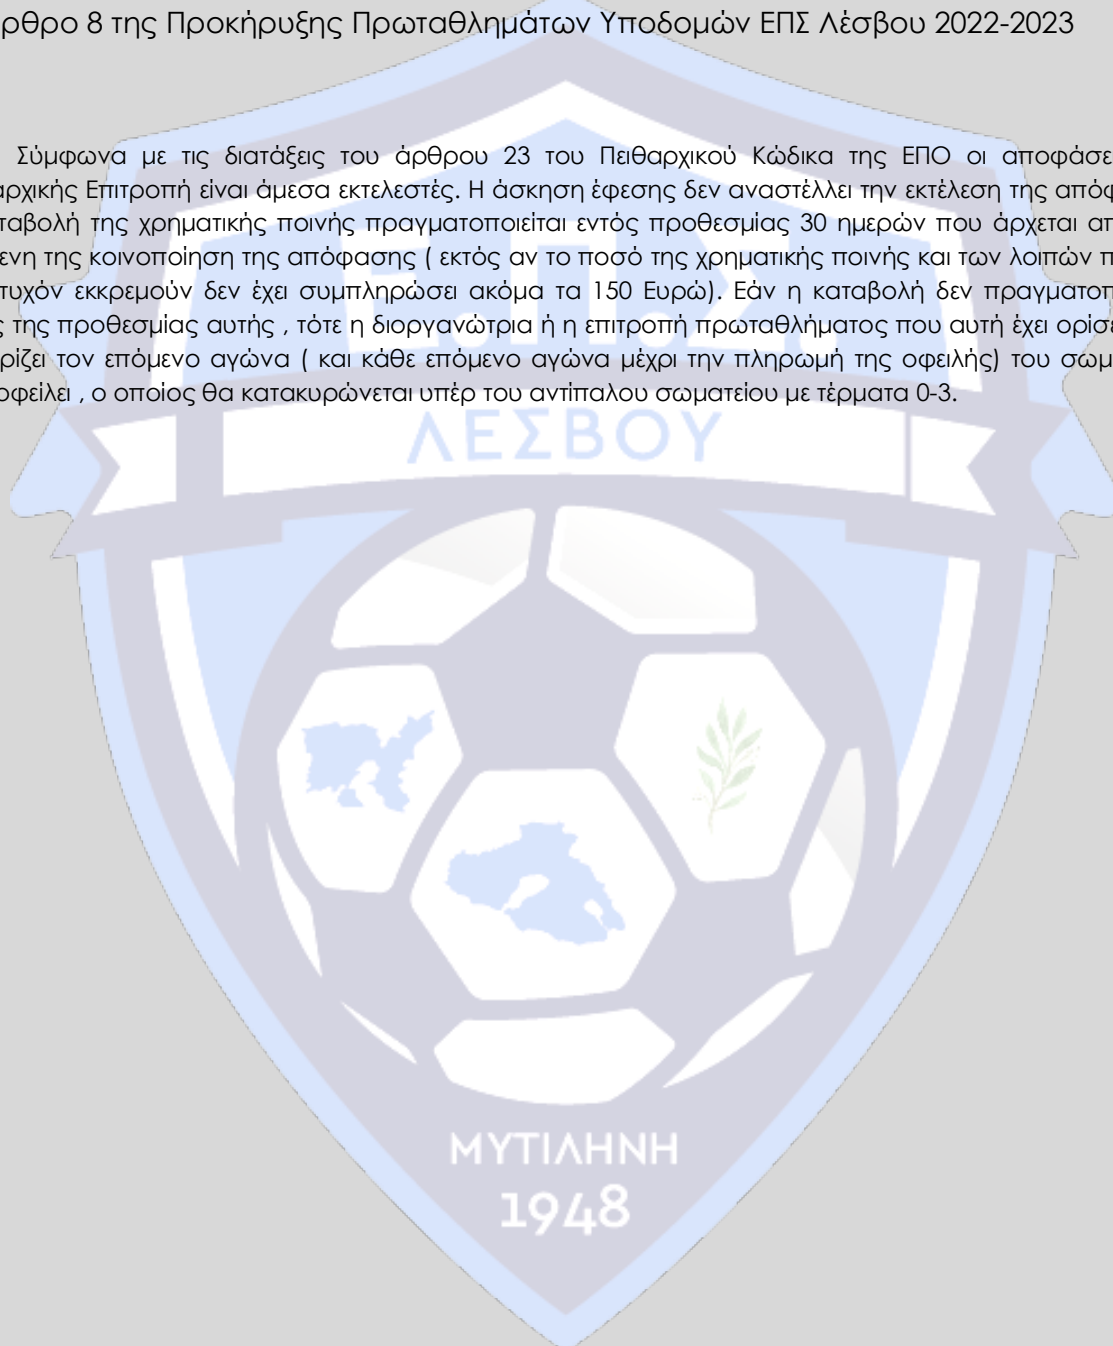 ρθρο 8 της Προκήρυξης Πρωταθλημάτων Υποδομών ΕΠΣ Λέσβου 2022-2023
Σύμφωνα με τις διατάξεις του άρθρου 23 του Πειθαρχικού Κώδικα της ΕΠΟ οι αποφάσε
αρχικής Επιτροπή είναι άμεσα εκτελεστές. Η άσκηση έφεσης δεν αναστέλλει την εκτέλεση της απόφ
ταβολή της χρηματικής ποινής πραγματοποιείται εντός προθεσμίας 30 ημερών που άρχεται απ
ενη της κοινοποίηση της απόφασης ( εκτός αν το ποσό της χρηματικής ποινής και των λοιπών π
τυχόν εκκρεμούν δεν έχει συμπληρώσει ακόμα τα 150 Ευρώ). Εάν η καταβολή δεν πραγματοπ
ς της προθεσμίας αυτής , τότε η διοργανώτρια ή η επιτροπή πρωταθλήματος που αυτή έχει ορίσε
ρίζει τον επόμενο αγώνα ( και κάθε επόμενο αγώνα μέχρι την πληρωμή της οφειλής) του σωμ
οφείλει , ο οποίος θα κατακυρώνεται υπέρ του αντίπαλου σωματείου με τέρματα 0-3.
Ε.Π.Σ.
ΛΕΣΒΟΥ
ΜΥΤΙΛΗΝΗ
1948